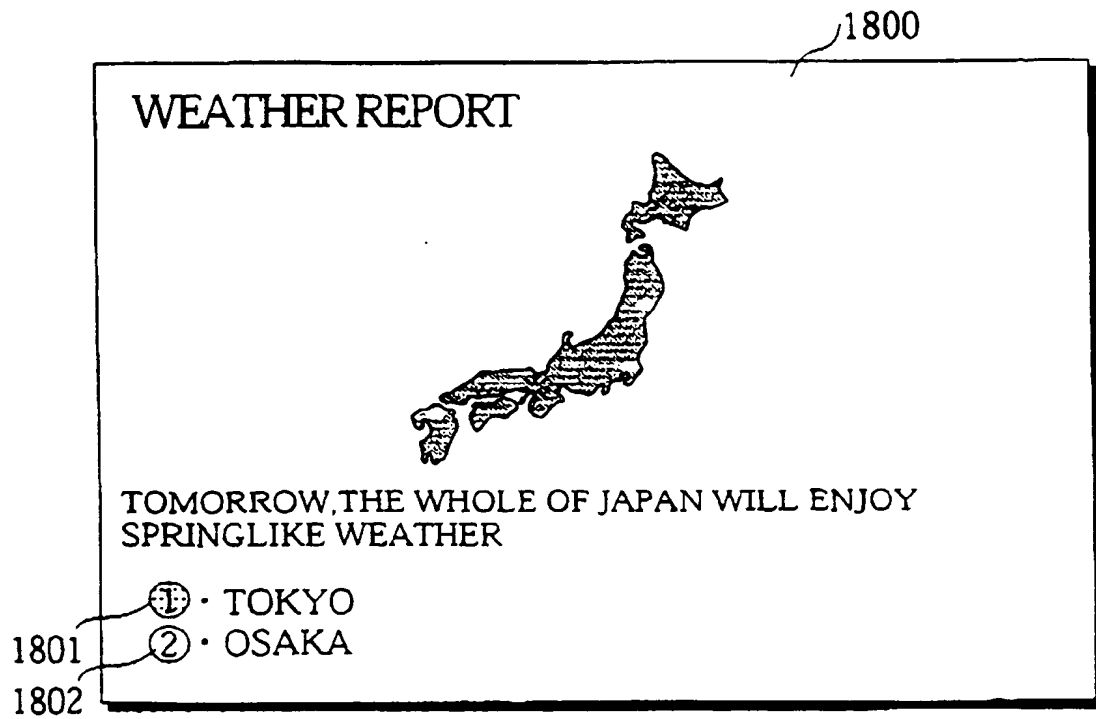 1800
WEATHER REPORT
TOMORROW,THE WHOLE OF JAPAN WILL ENJOY
SPRINGLIKE WEATHER
1 · TOKYO
1801
2 · OSAKA
1802